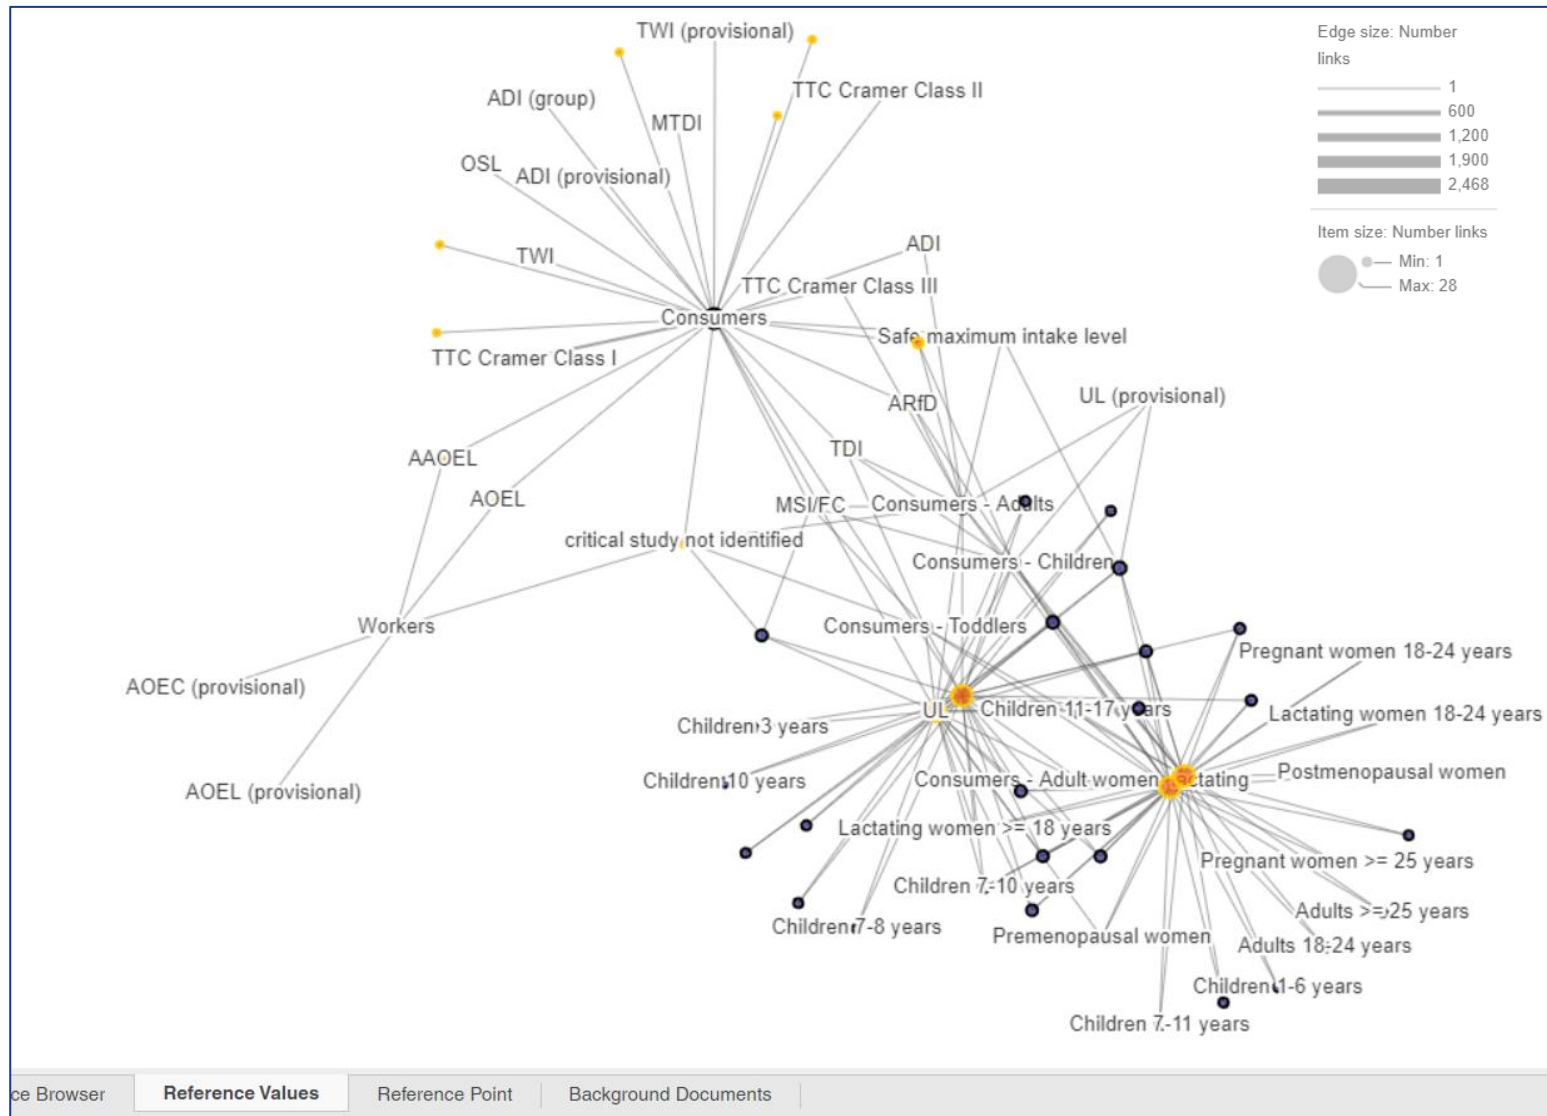 TWI (provisional)
Edge size: Number
links
1
600
1,200
1,900
2,468
Item size: Number links
Min: 1
Max: 28
TTC Cramer Class II
ADI (group)
MTDI
OSL
ADI (provisional)
ADI
TWI
TTC Cramer Class III
Consumers
Safe maximum intake level
TTC Cramer Class I
UL (provisional)
ARfD
TDI
AAOEL
AOEL
MSI/FC
Consumers - Adults
critical study not identified
Consumers - Children
Workers
Consumers - Toddlers
Pregnant women 18-24 years
AOEC (provisional)
UL
Children 11-17 years
Lactating women 18-24 years
Children 3 years
Postmenopausal women
Children 10 years
Consumers - Adult women lactating
AOEL (provisional)
Lactating women >= 18 years
Pregnant women >= 25 years
Children 7-10 years
Adults >= 25 years
Children 7-8 years
Premenopausal women
Adults 18-24 years
Children 1-6 years
Children 7-11 years
ce Browser
Reference Values
Reference Point
Background Documents